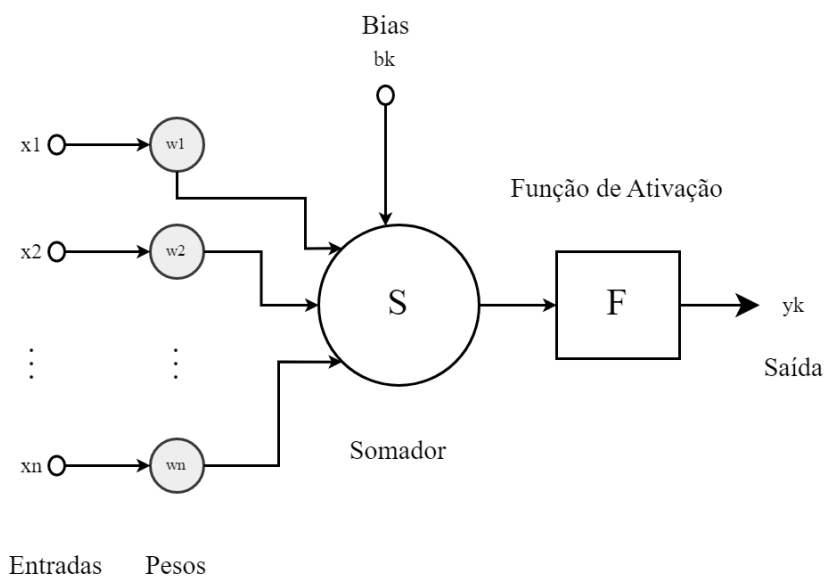 Bias
bk
x1
w1
Função de Ativação
x2
w2
S
F
yk
Saída
Somador
xn
wn
Entradas
Pesos